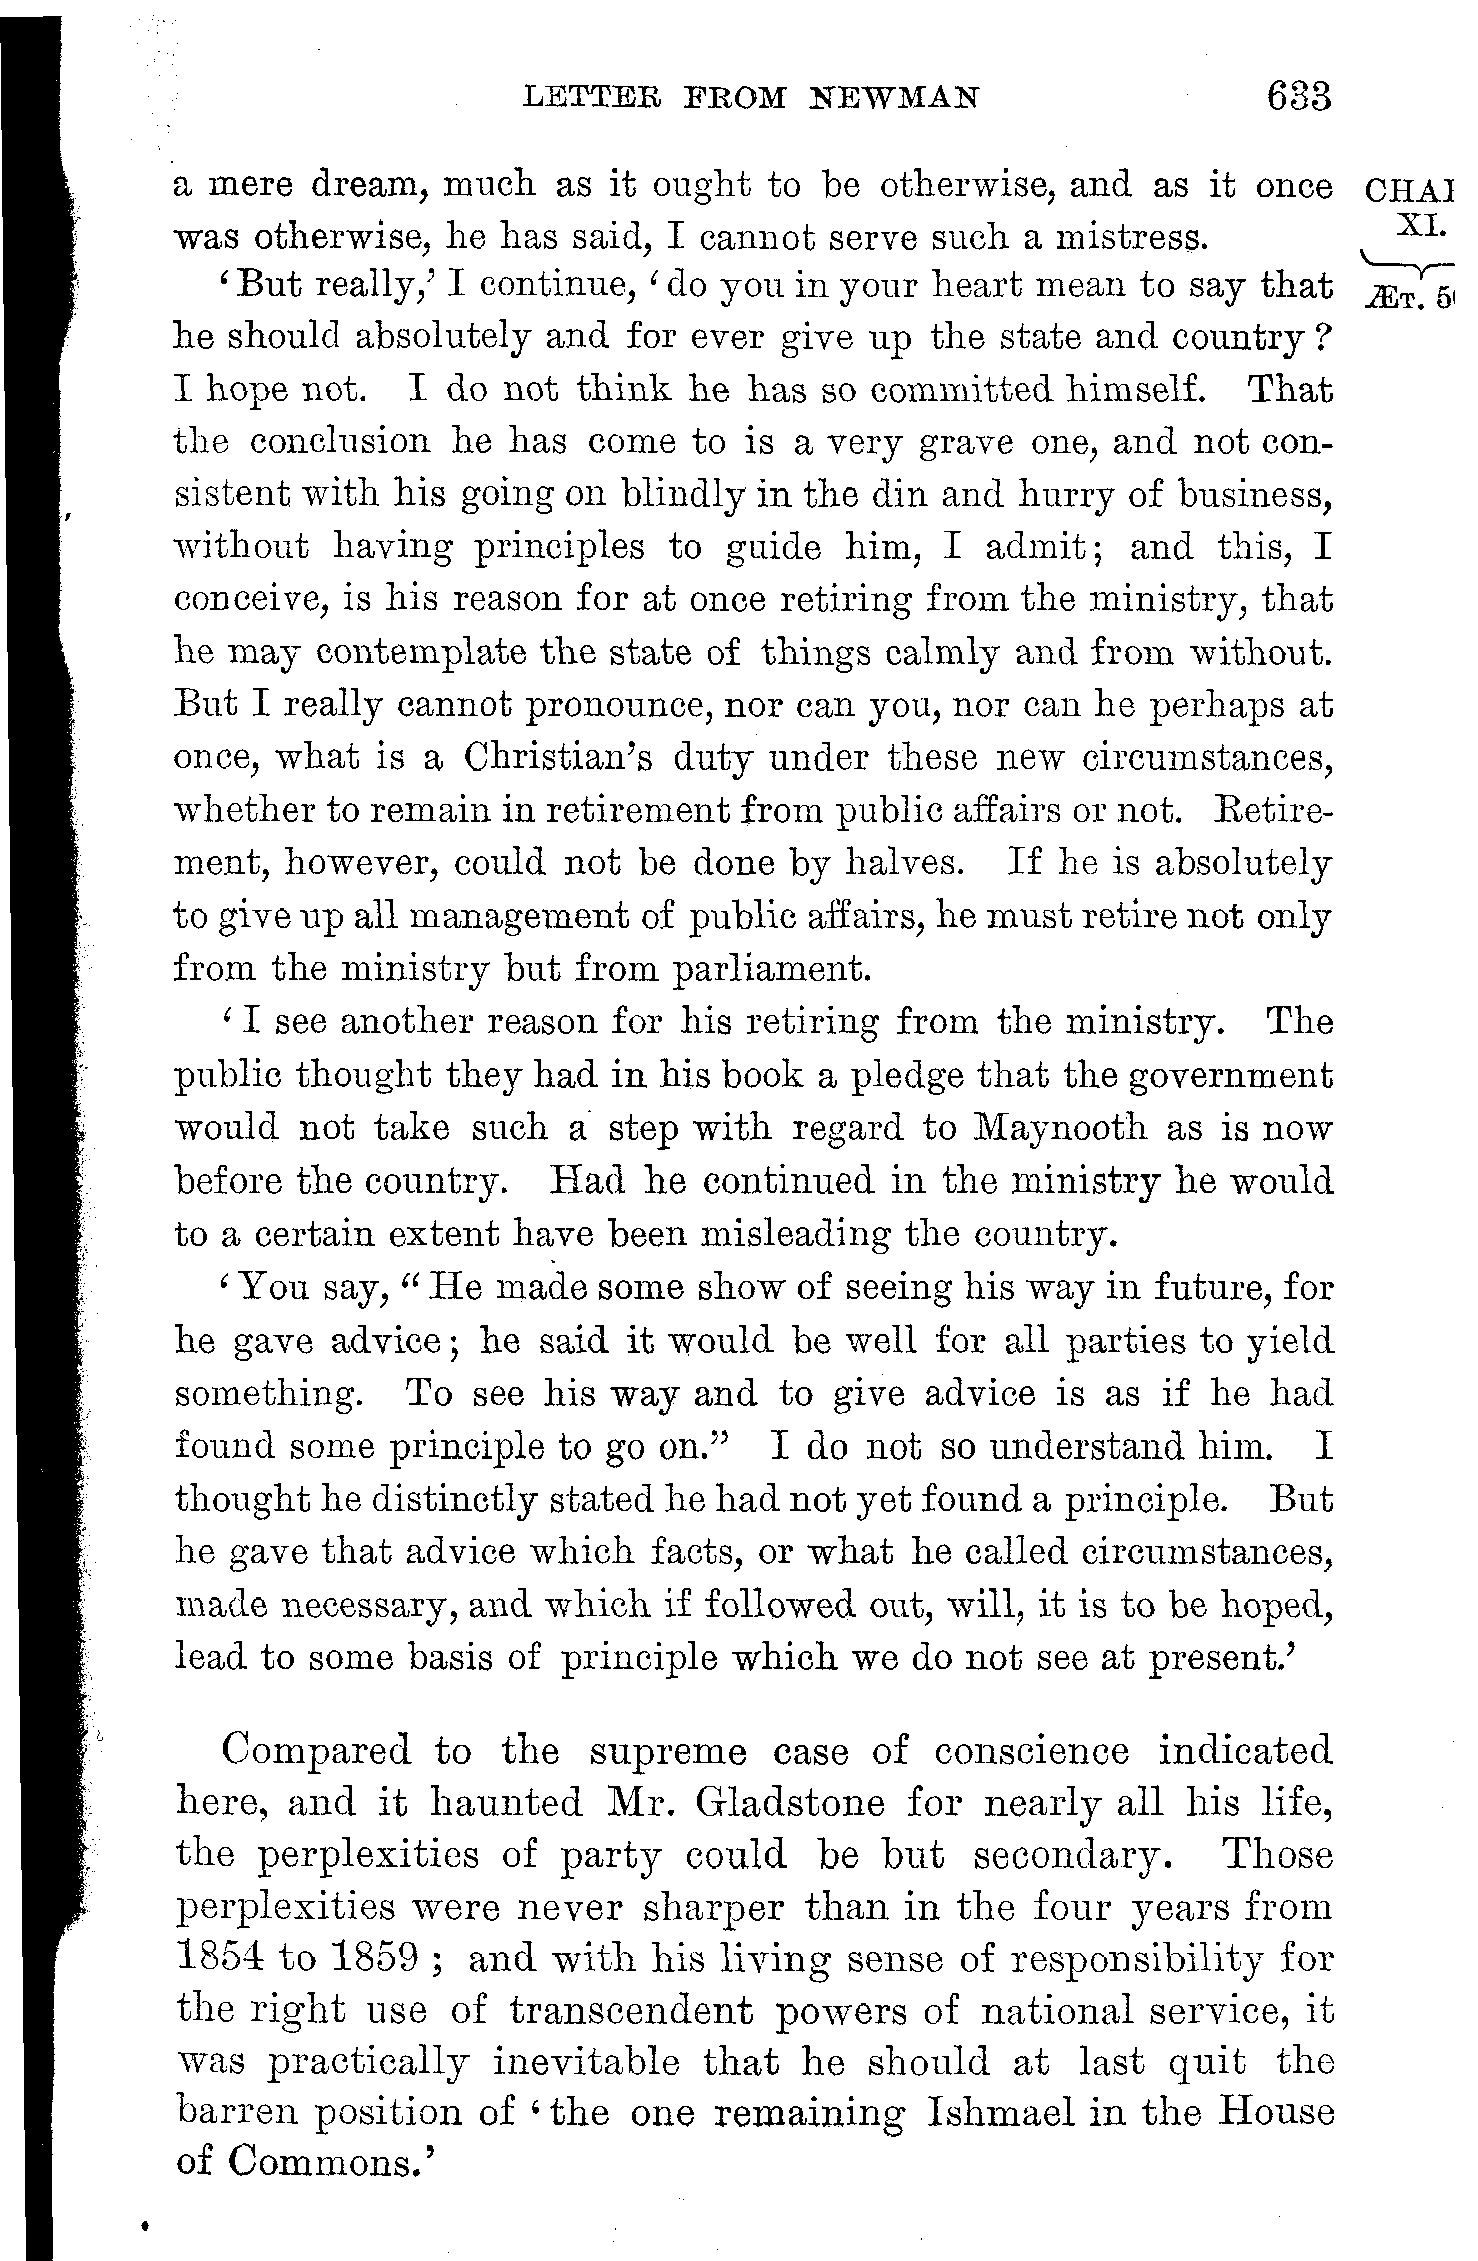 LETTER FROM NEWMAN 633
a mere dream, much as it ought to be otherwise, and as it once
was otherwise, he has said, I cannot serve such a mistress.
‘But really,’ I continue, ‘do you in your heart mean to say that
he should absolutely and for ever give up the state and country?
I hope not. I do not think he has so committed himself. That
the conclusion he has come to is a very grave one, and not con-
sistent with his going on blindly in the din and hurry of business,
without having principles to guide him, I admit; and this, I
conceive, is his reason for at once retiring from the ministry, that
he may contemplate the state of things calmly and from without.
But I really cannot pronounce, nor can you, nor can he perhaps at
once, what is a Christian’s duty under these new circumstances,
whether to remain in retirement from public affairs or not. Retire-
ment, however, could not be done by halves. If he is absolutely
to give up all management of public affairs, he must retire not only
from the ministry but from parliament.
‘I see another reason for his retiring from the ministry. The
public thought they had in his book a pledge that the government
would not take such a step with regard to Maynooth as is now
before the country. Had he continued in the ministry he would
to a certain extent have been misleading the country.
‘You say, “He made some show of seeing his way in future, for
he gave advice; he said it would be well for all parties to yield
something. To see his way and to give advice is as if he had
found some principle to go on.” I do not so understand him. I
thought he distinctly stated he had not yet found a principle. But
he gave that advice which facts, or what he called circumstances,
made necessary, and which if followed out, will, it is to be hoped,
lead to some basis of principle which we do not see at present.’
Compared to the supreme case of conscience indicated
here, and it haunted Mr. Gladstone for nearly all his life,
the perplexities of party could be but secondary. Those
perplexities were never sharper than in the four years from
1854 to 1859; and with his living sense of responsibility for
the right use of transcendent powers of national service, it
was practically inevitable that he should at last quit the
barren position of ‘the one remaining Ishmael in the House
of Commons.’
CHAP
XI.
ÆT. 5